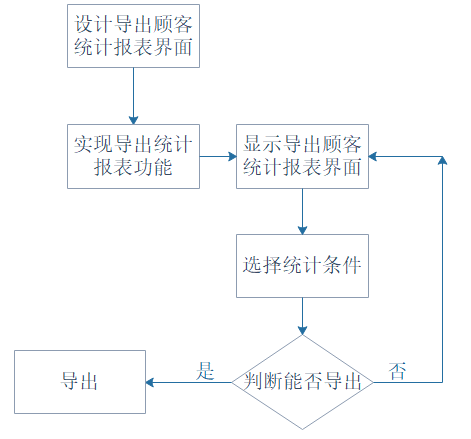 设计导出顾客
统计报表界面
实现导出统计
报表功能
显示导出顾客
统计报表界面
选择统计条件
判断能否导出
是
否
导出